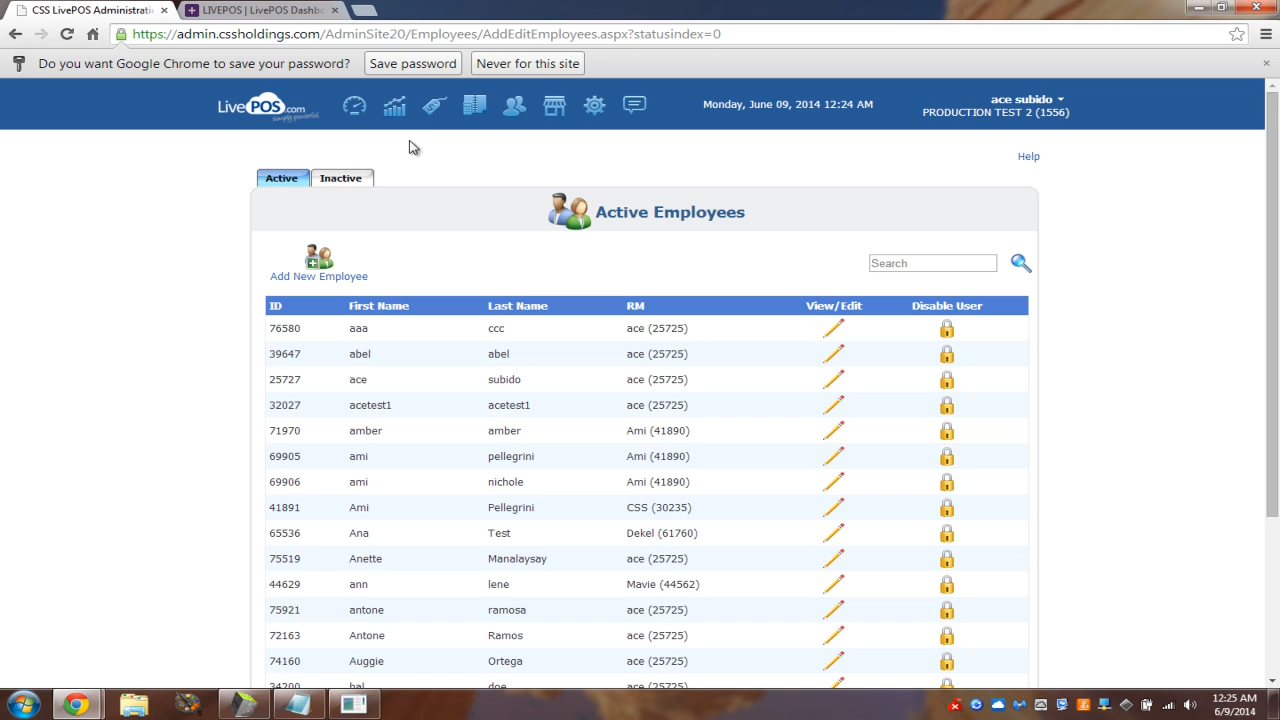 CSS LivePOS Administrati
LIVEPOS | LivePOS Dashbo
https://admin.cssholdings.com/AdminSite20/Employees/AddEditEmployees.aspx?statusindex=0
Do you want Google Chrome to save your password? Save password Never for this site
LivePOS.com
simply powerful
Monday, June 09, 2014 12:24 AM
ace subido
PRODUCTION TEST 2 (1556)
Help
Active Inactive
Active Employees
Add New Employee
Search
ID First Name Last Name RM View/Edit Disable User
76580 aaa ccc ace (25725)
39647 abel abel ace (25725)
25727 ace subido ace (25725)
32027 acetest1 acetest1 ace (25725)
71970 amber amber Ami (41890)
69905 ami pellegrini Ami (41890)
69906 ami nichole Ami (41890)
41891 Ami Pellegrini CSS (30235)
65536 Ana Test Dekel (61760)
75519 Anette Manalaysay ace (25725)
44629 ann lene Mavie (44562)
75921 antone ramosa ace (25725)
72163 Antone Ramos ace (25725)
74160 Auggie Ortega ace (25725)
34200 hal doe ace (25725)
12:25 AM
6/9/2014